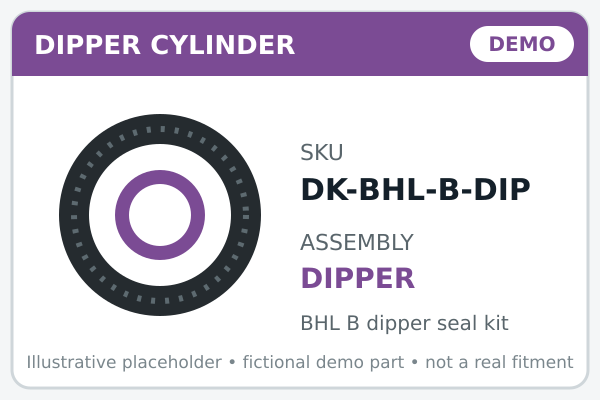 DIPPER CYLINDER
DEMO
SKU
DK-BHL-B-DIP
ASSEMBLY
DIPPER
BHL B dipper seal kit
Illustrative placeholder • fictional demo part • not a real fitment